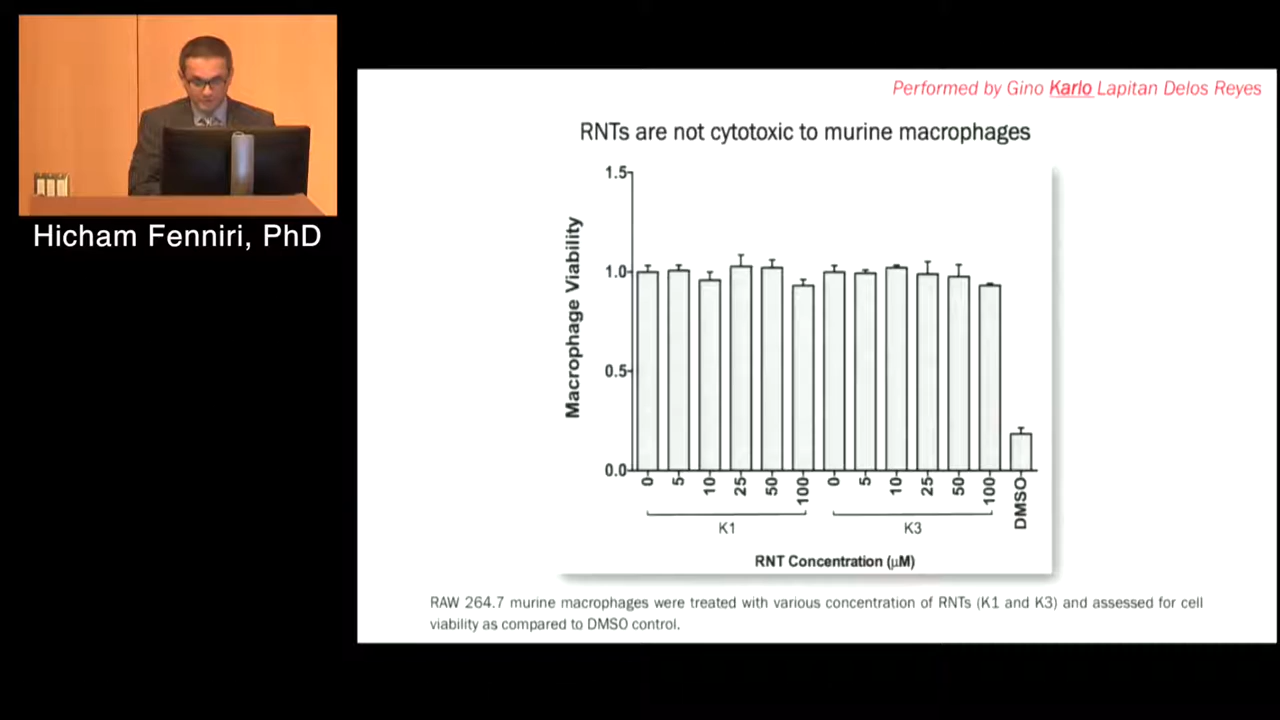 Performed by Gino Karlo Lapitan Delos Reyes
RNTs are not cytotoxic to murine macrophages
1.5
1.0
0.5
0.0
Macrophage Viability
0 5 10 25 50 100 0 5 10 25 50 100 DMSO
K1 K3
RNT Concentration (µM)
RAW 264.7 murine macrophages were treated with various concentration of RNTs (K1 and K3) and assessed for cell
viability as compared to DMSO control.
Hicham Fenniri, PhD